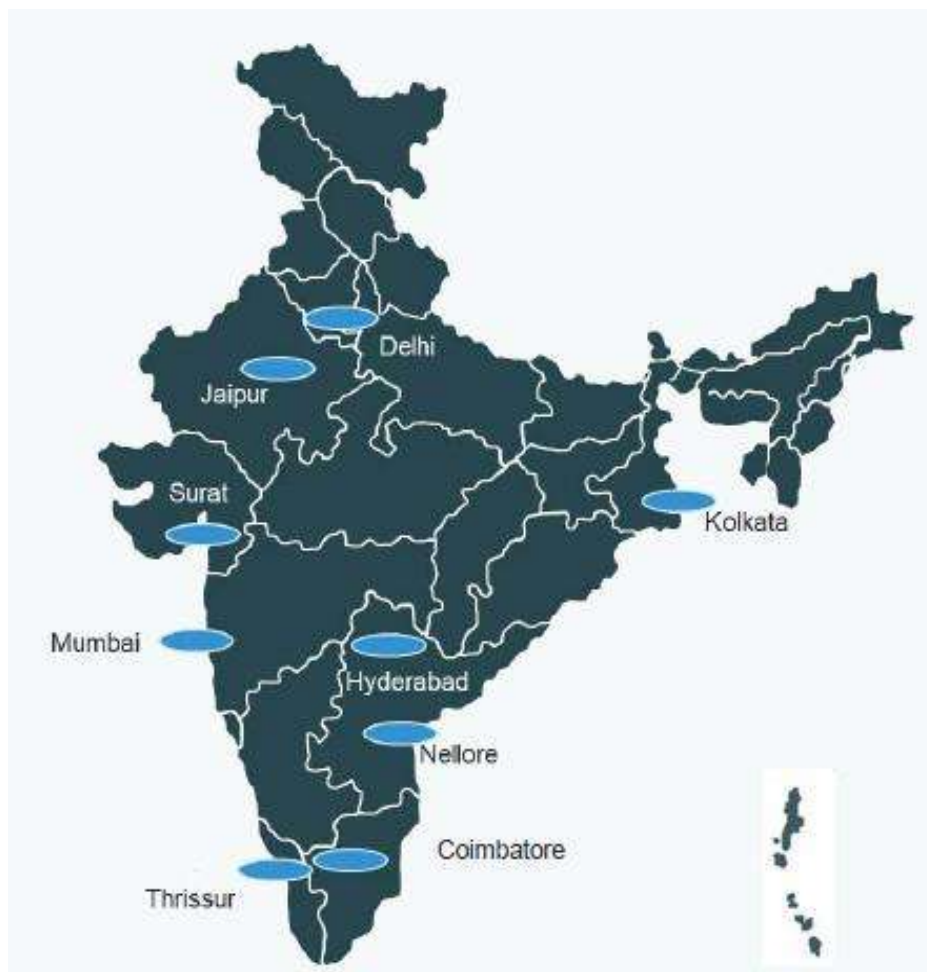 Delhi
Jaipur
Surat
Kolkata
Mumbai
Hyderabad
Nellore
Coimbatore
Thrissur